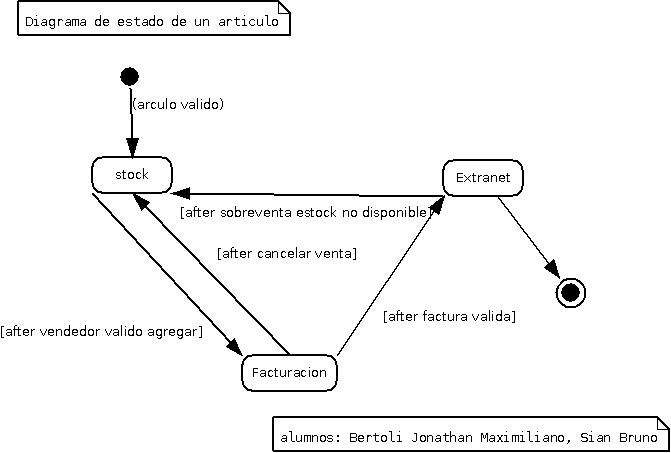 Diagrama de estado de un articulo
(arculo valido)
stock
Extranet
[after sobreventa estock no disponible]
[after cancelar venta]
[after factura valida]
[after vendedor valido agregar]
Facturacion
alumnos: Bertoli Jonathan Maximiliano, Sian Bruno